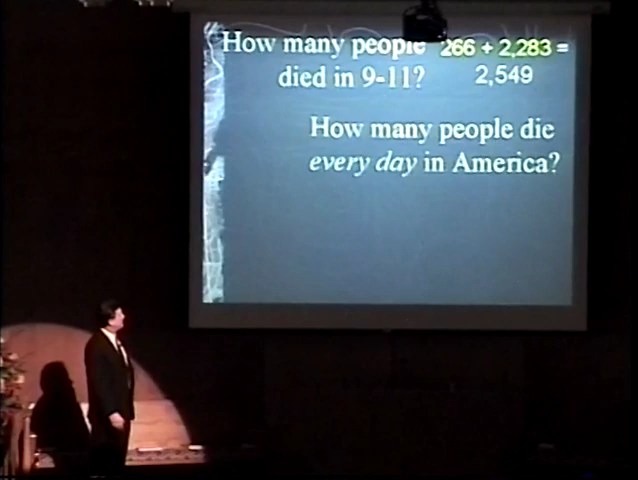 How many people 266 + 2,283 =
died in 9-11? 2,549
How many people die
every day in America?